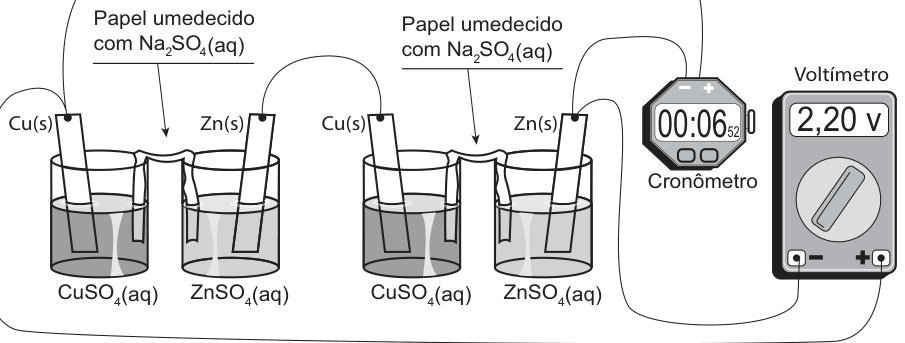 Papel umedecido
com Na₂SO₄(aq)
Papel umedecido
com Na₂SO₄(aq)
Voltímetro
Cu(s)
Zn(s)
Cu(s)
Zn(s)
− +
00:06 52
2,20 v
Cronômetro
− +
CuSO₄(aq)
ZnSO₄(aq)
CuSO₄(aq)
ZnSO₄(aq)